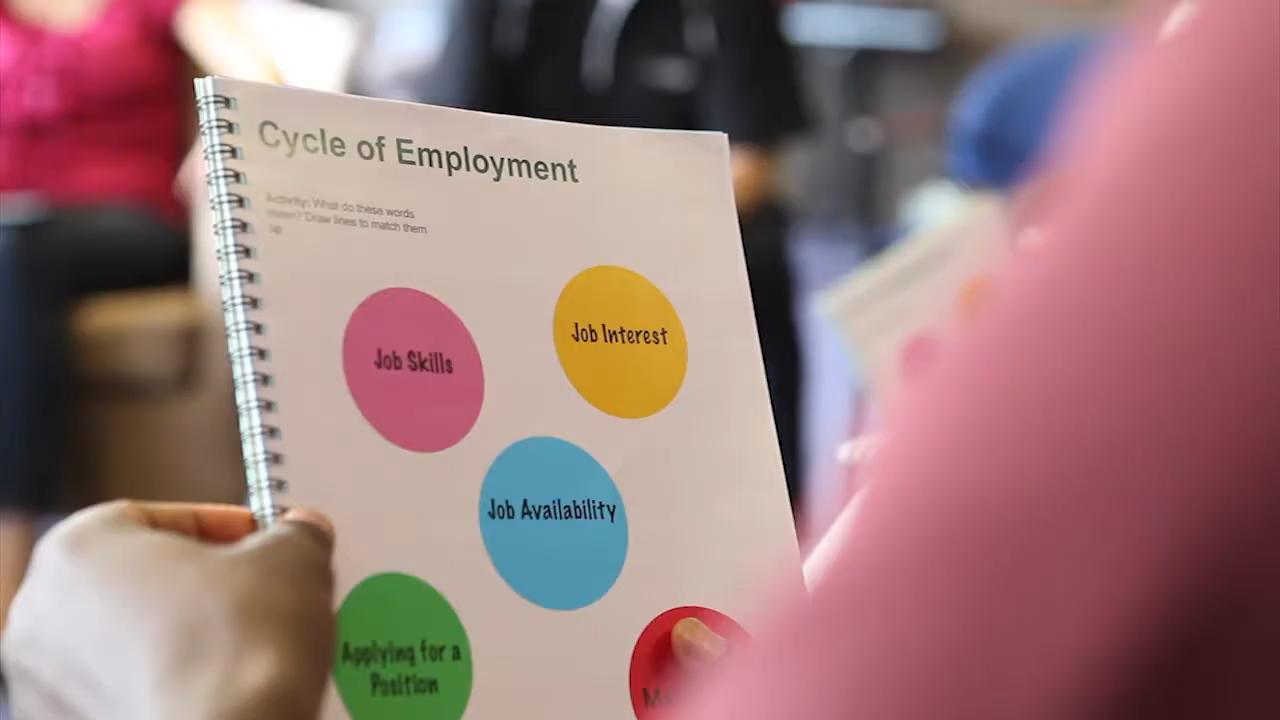 Cycle of Employment
Activity: What do these words
mean? Draw lines to match them
up
Job Interest
Job Skills
Job Availability
Applying for a
Position